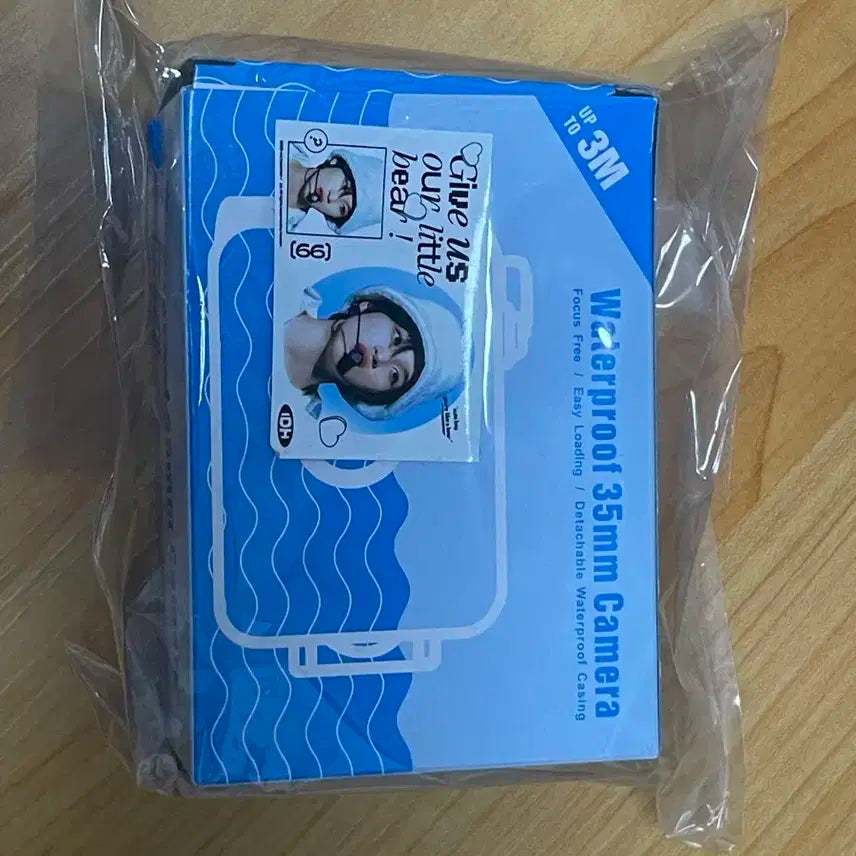 UP
TO 3M
Waterproof 35mm Camera
Focus Free / Easy Loading / Detachable Waterproof Casing
Give us
our little
bear!
?
(66)
IDH